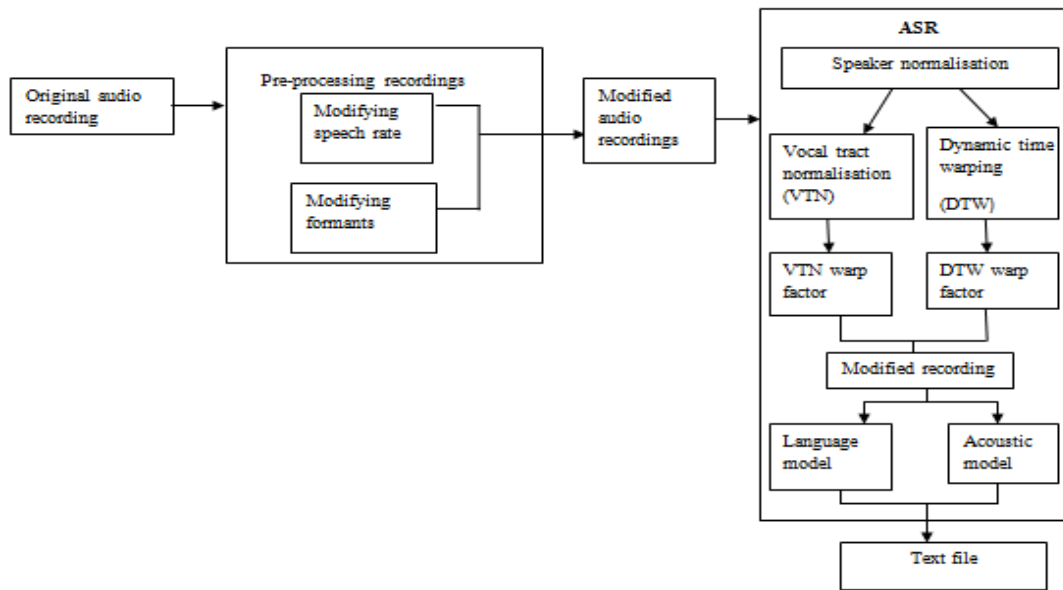 Original audio
recording
Pre-processing recordings
Modifying
speech rate
Modifying
formants
Modified
audio
recordings
ASR
Speaker normalisation
Vocal tract
normalisation
(VTN)
Dynamic time
warping
(DTW)
VTN warp
factor
DTW warp
factor
Modified recording
Language
model
Acoustic
model
Text file